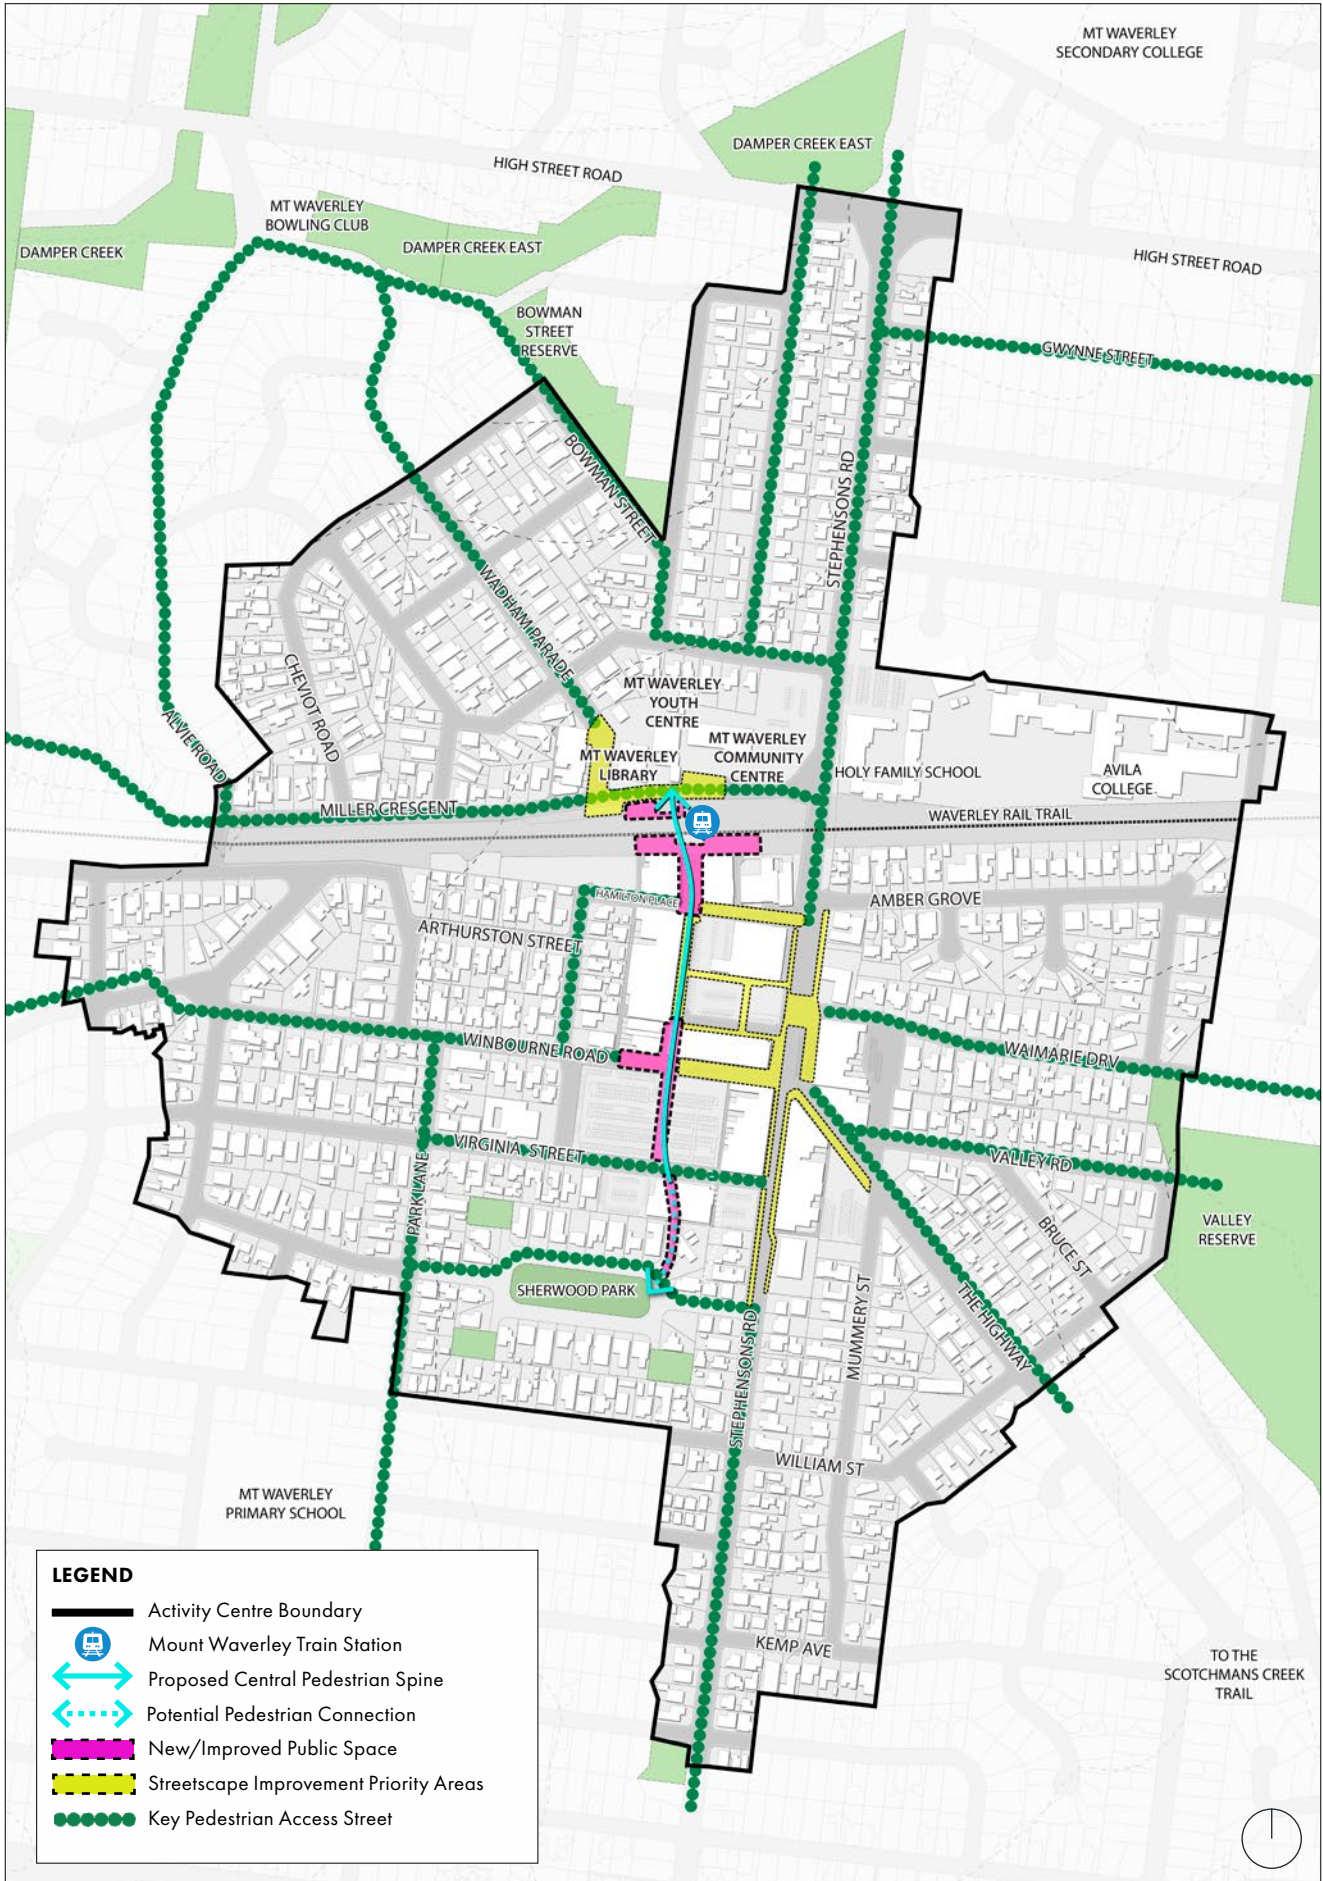 MT WAVERLEY
SECONDARY COLLEGE
DAMPER CREEK EAST
HIGH STREET ROAD
MT WAVERLEY
BOWLING CLUB
DAMPER CREEK
DAMPER CREEK EAST
HIGH STREET ROAD
BOWMAN
STREET
RESERVE
GWYNNE STREET
BOWMAN STREET
STEPHENSONS RD
WADHAM PARADE
CHEVIOT ROAD
MT WAVERLEY
YOUTH
CENTRE
ALVIE ROAD
MT WAVERLEY
LIBRARY
MT WAVERLEY
COMMUNITY
CENTRE
HOLY FAMILY SCHOOL
AVILA
COLLEGE
MILLER CRESCENT
WAVERLEY RAIL TRAIL
HAMILTON PLACE
AMBER GROVE
ARTHURSTON STREET
WINBOURNE ROAD
WAIMARIE DRV
VIRGINIA STREET
VALLEY RD
PARK LANE
BRUCE ST
VALLEY
RESERVE
SHERWOOD PARK
MUMMERY ST
THE HIGHWAY
STEPHENSONS RD
WILLIAM ST
MT WAVERLEY
PRIMARY SCHOOL
KEMP AVE
TO THE
SCOTCHMANS CREEK
TRAIL
LEGEND
Activity Centre Boundary
Mount Waverley Train Station
Proposed Central Pedestrian Spine
Potential Pedestrian Connection
New/Improved Public Space
Streetscape Improvement Priority Areas
Key Pedestrian Access Street